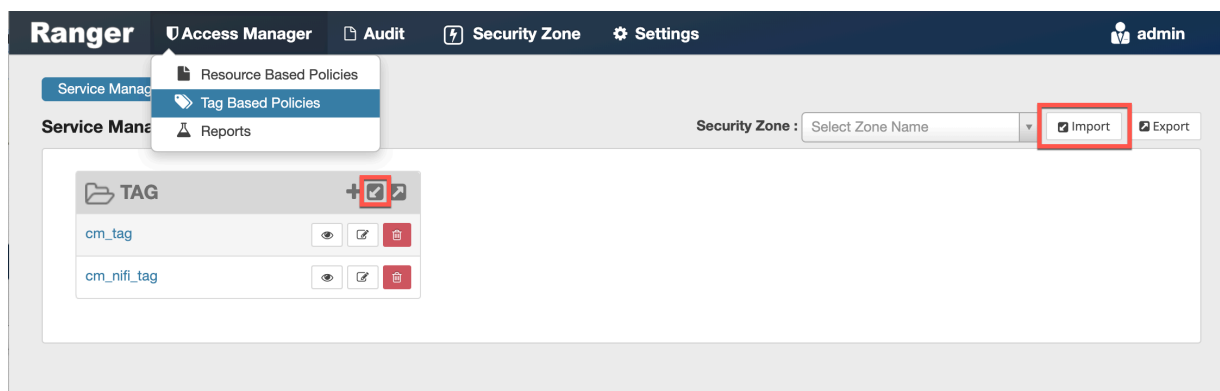 Ranger Access Manager Audit Security Zone Settings admin
Resource Based Policies
Service Manag
Tag Based Policies
Service Mana
Reports
Security Zone : Select Zone Name Import Export
TAG
cm_tag
cm_nifi_tag